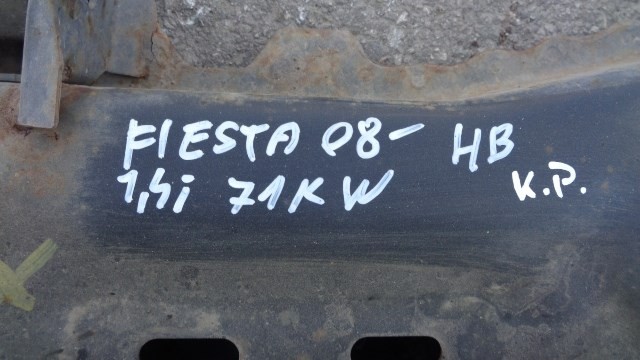 FIESTA 08- HB
1,4i 71KW K.P.